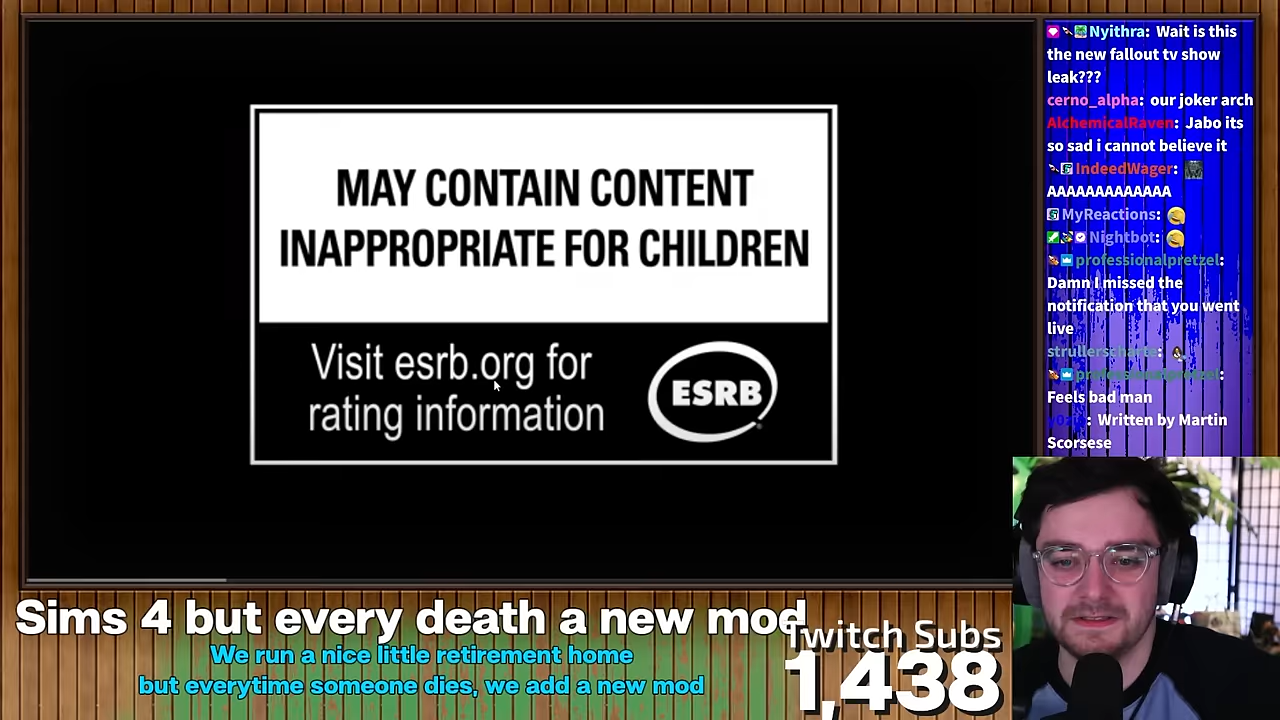 MAY CONTAIN CONTENT
INAPPROPRIATE FOR CHILDREN
Visit esrb.org for
rating information
ESRB
Nyithra: Wait is this
the new fallout tv show
leak???
cerno_alpha: our joker arch
AlchemicalRaven: Jabo its
so sad i cannot believe it
IndeedWager:
AAAAAAAAAAAAA
MyReactions:
Nightbot:
professionalpretzel:
Damn I missed the
notification that you went
live
strullerscharte:
professionalpretzel:
Feels bad man
: Written by Martin
Scorsese
Sims 4 but every death a new mod
We run a nice little retirement home
but everytime someone dies, we add a new mod
Twitch Subs
1,438